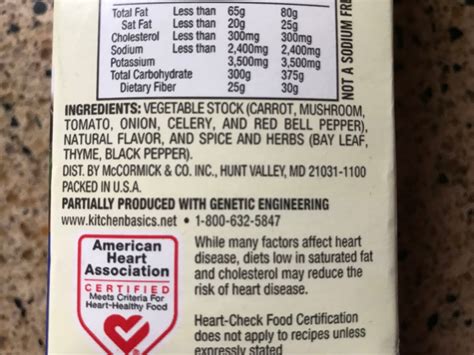 Total Fat Less than 65g 80g
Sat Fat Less than 20g 25g
Cholesterol Less than 300mg 300mg
Sodium Less than 2,400mg 2,400mg
Potassium 3,500mg 3,500mg
Total Carbohydrate 300g 375g
Dietary Fiber 25g 30g
NOT A SODIUM FRE
INGREDIENTS: VEGETABLE STOCK (CARROT, MUSHROOM,
TOMATO, ONION, CELERY, AND RED BELL PEPPER),
NATURAL FLAVOR, AND SPICE AND HERBS (BAY LEAF,
THYME, BLACK PEPPER).
DIST. BY McCORMICK & CO. INC., HUNT VALLEY, MD 21031-1100
PACKED IN U.S.A.
PARTIALLY PRODUCED WITH GENETIC ENGINEERING
www.kitchenbasics.net • 1-800-632-5847
American
Heart
Association
CERTIFIED
Meets Criteria For
Heart-Healthy Food
While many factors affect heart
disease, diets low in saturated fat
and cholesterol may reduce the
risk of heart disease.
Heart-Check Food Certification
does not apply to recipes unless
expressly stated